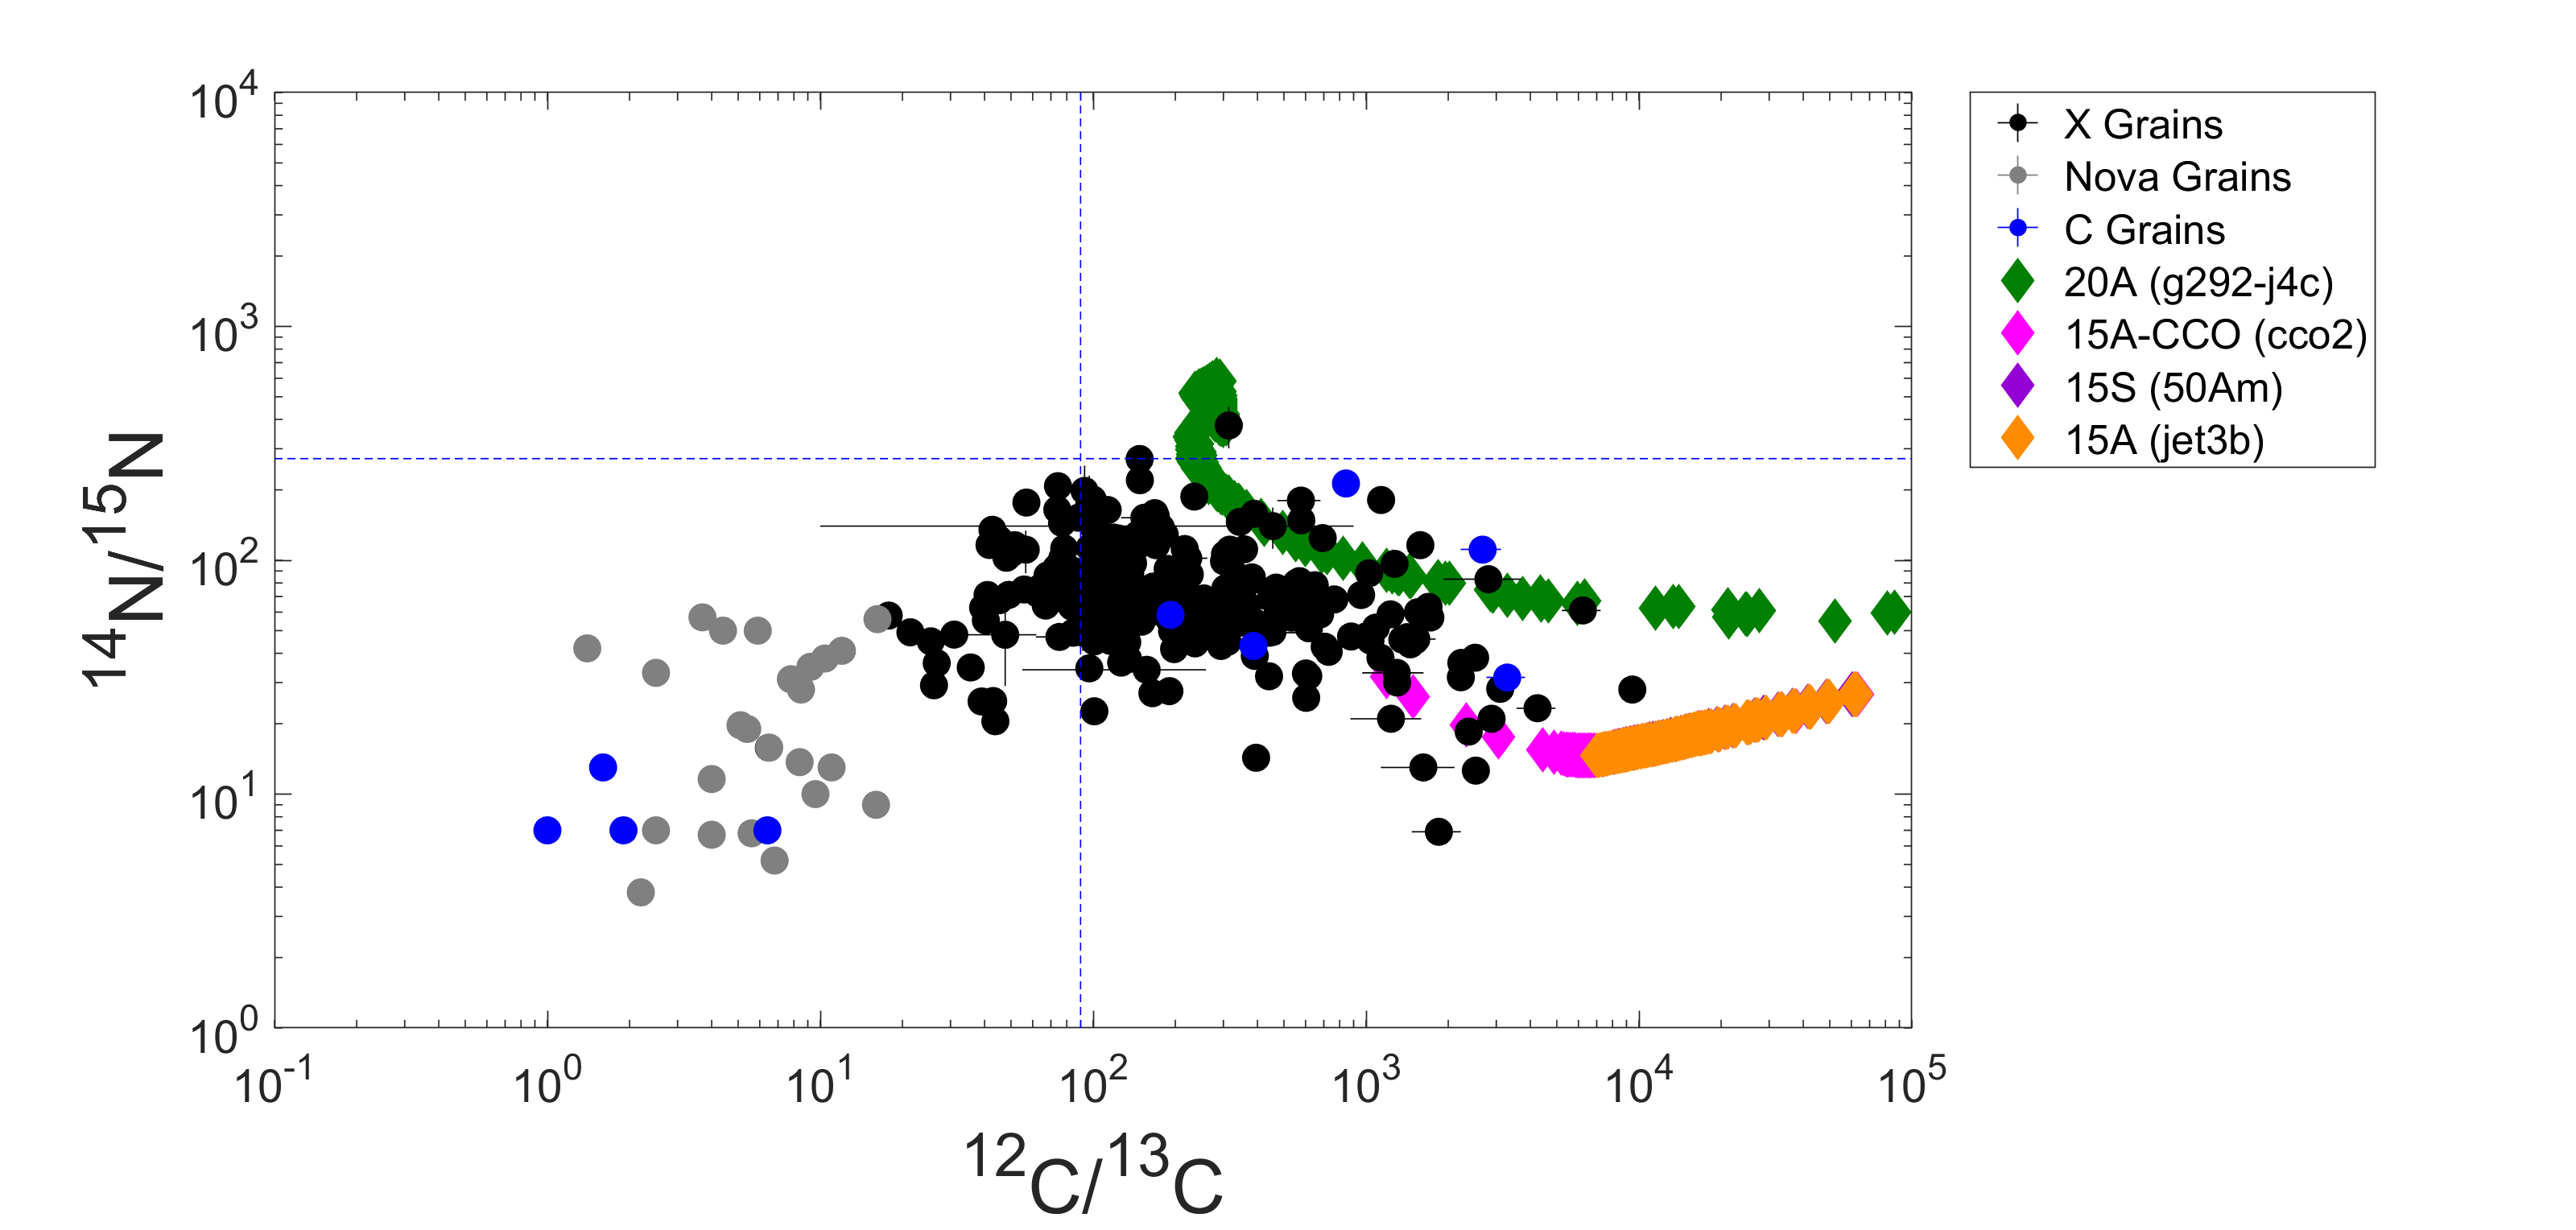 10^4
10^3
10^2
10^1
10^0
14N/15N
10^-1 10^0 10^1 10^2 10^3 10^4 10^5
12C/13C
X Grains
Nova Grains
C Grains
20A (g292-j4c)
15A-CCO (cco2)
15S (50Am)
15A (jet3b)